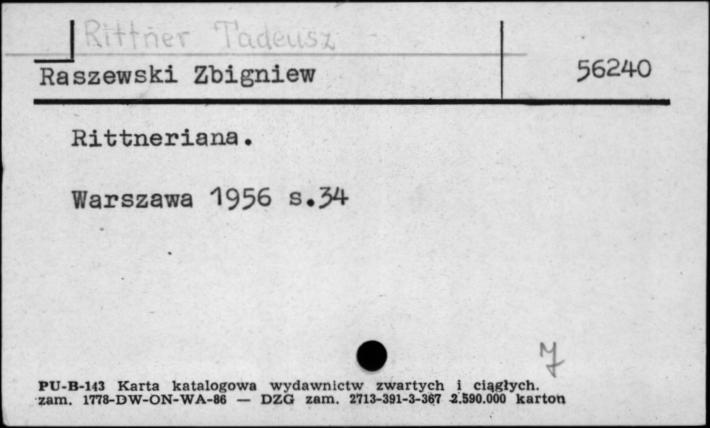 Rittner Tadeusz
Raszewski Zbigniew 56240
Rittneriana.
Warszawa 1956 s.34
PU-B-143 Karta katalogowa wydawnictw zwartych i ciągłych.
zam. 1778-DW-ON-WA-86 — DZG zam. 2713-391-3-367 2.590.000 karton